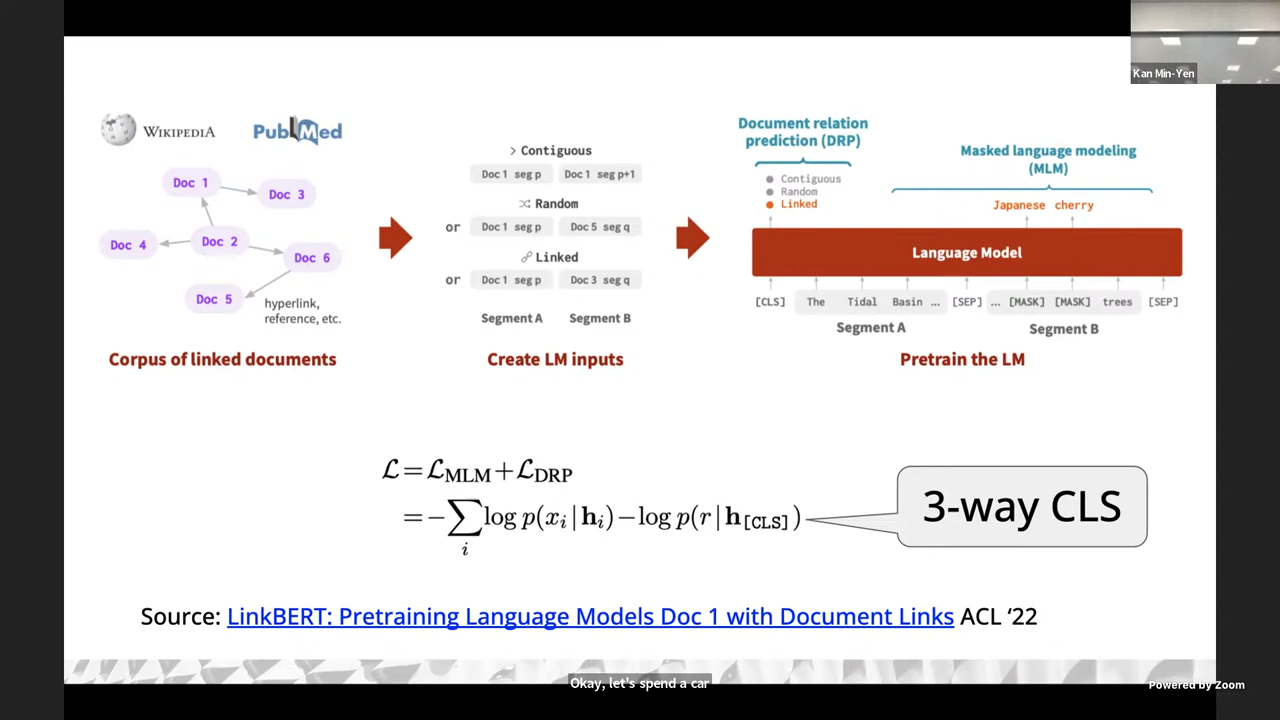 Kan Min-Yen
WIKIPEDIA
PubMed
Doc 1
Doc 3
Doc 4
Doc 2
Doc 6
Doc 5
hyperlink,
reference, etc.
Corpus of linked documents
> Contiguous
Doc 1 seg p Doc 1 seg p+1
Random
or Doc 1 seg p Doc 5 seg q
Linked
or Doc 1 seg p Doc 3 seg q
Segment A Segment B
Create LM inputs
Document relation
prediction (DRP)
Contiguous
Random
Linked
Masked language modeling
(MLM)
Japanese cherry
Language Model
[CLS] The Tidal Basin ... [SEP] ... [MASK] [MASK] trees [SEP]
Segment A Segment B
Pretrain the LM
ℒ = ℒ_MLM + ℒ_DRP
= −∑_i log p(x_i | h_i) − log p(r | h_[CLS])
3-way CLS
Source: LinkBERT: Pretraining Language Models Doc 1 with Document Links ACL ‘22
Okay, let's spend a car
Powered by Zoom